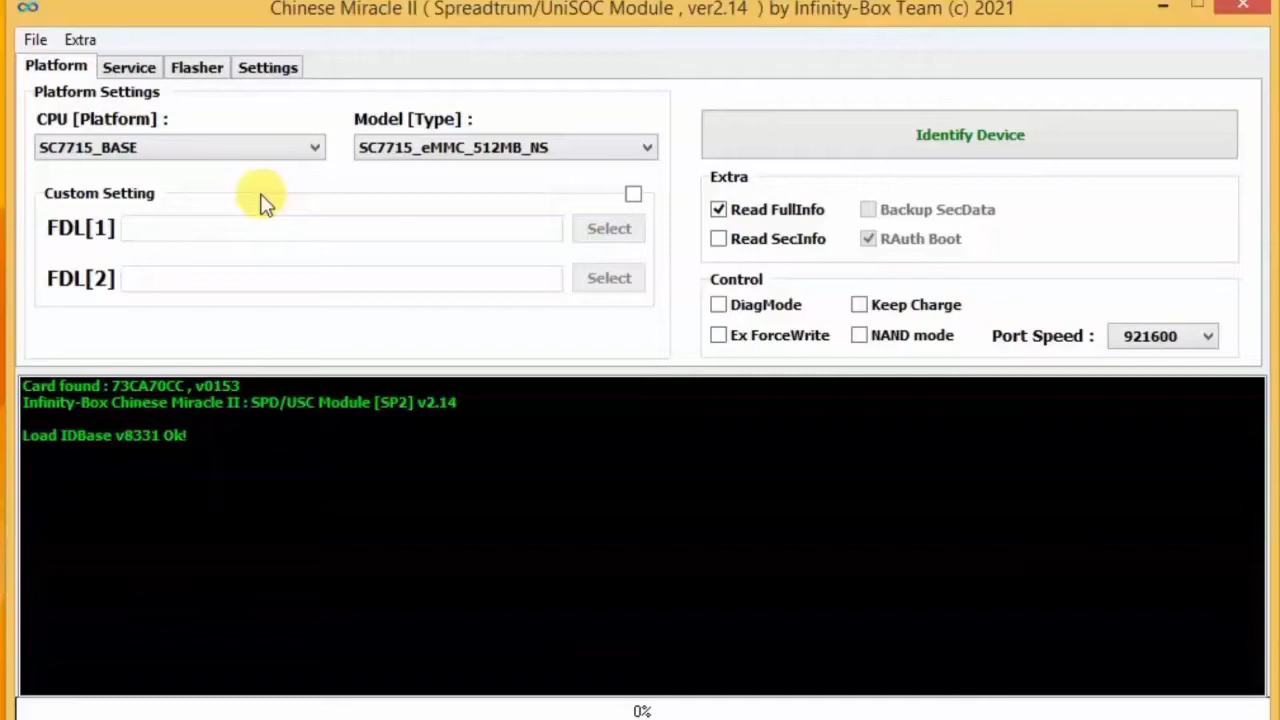 Chinese Miracle II ( Spreadtrum/UniSOC Module , ver2.14 ) by Infinity-Box Team (c) 2021
File Extra
Platform Service Flasher Settings
Platform Settings
CPU [Platform] : Model [Type] :
SC7715_BASE SC7715_eMMC_512MB_NS
Identify Device
Custom Setting
FDL[1] Select
FDL[2] Select
Extra
Read FullInfo Backup SecData
Read SecInfo RAuth Boot
Control
DiagMode Keep Charge
Ex ForceWrite NAND mode Port Speed : 921600
Card found : 73CA70CC , v0153
Infinity-Box Chinese Miracle II : SPD/USC Module [SP2] v2.14
Load IDBase v8331 Ok!
0%